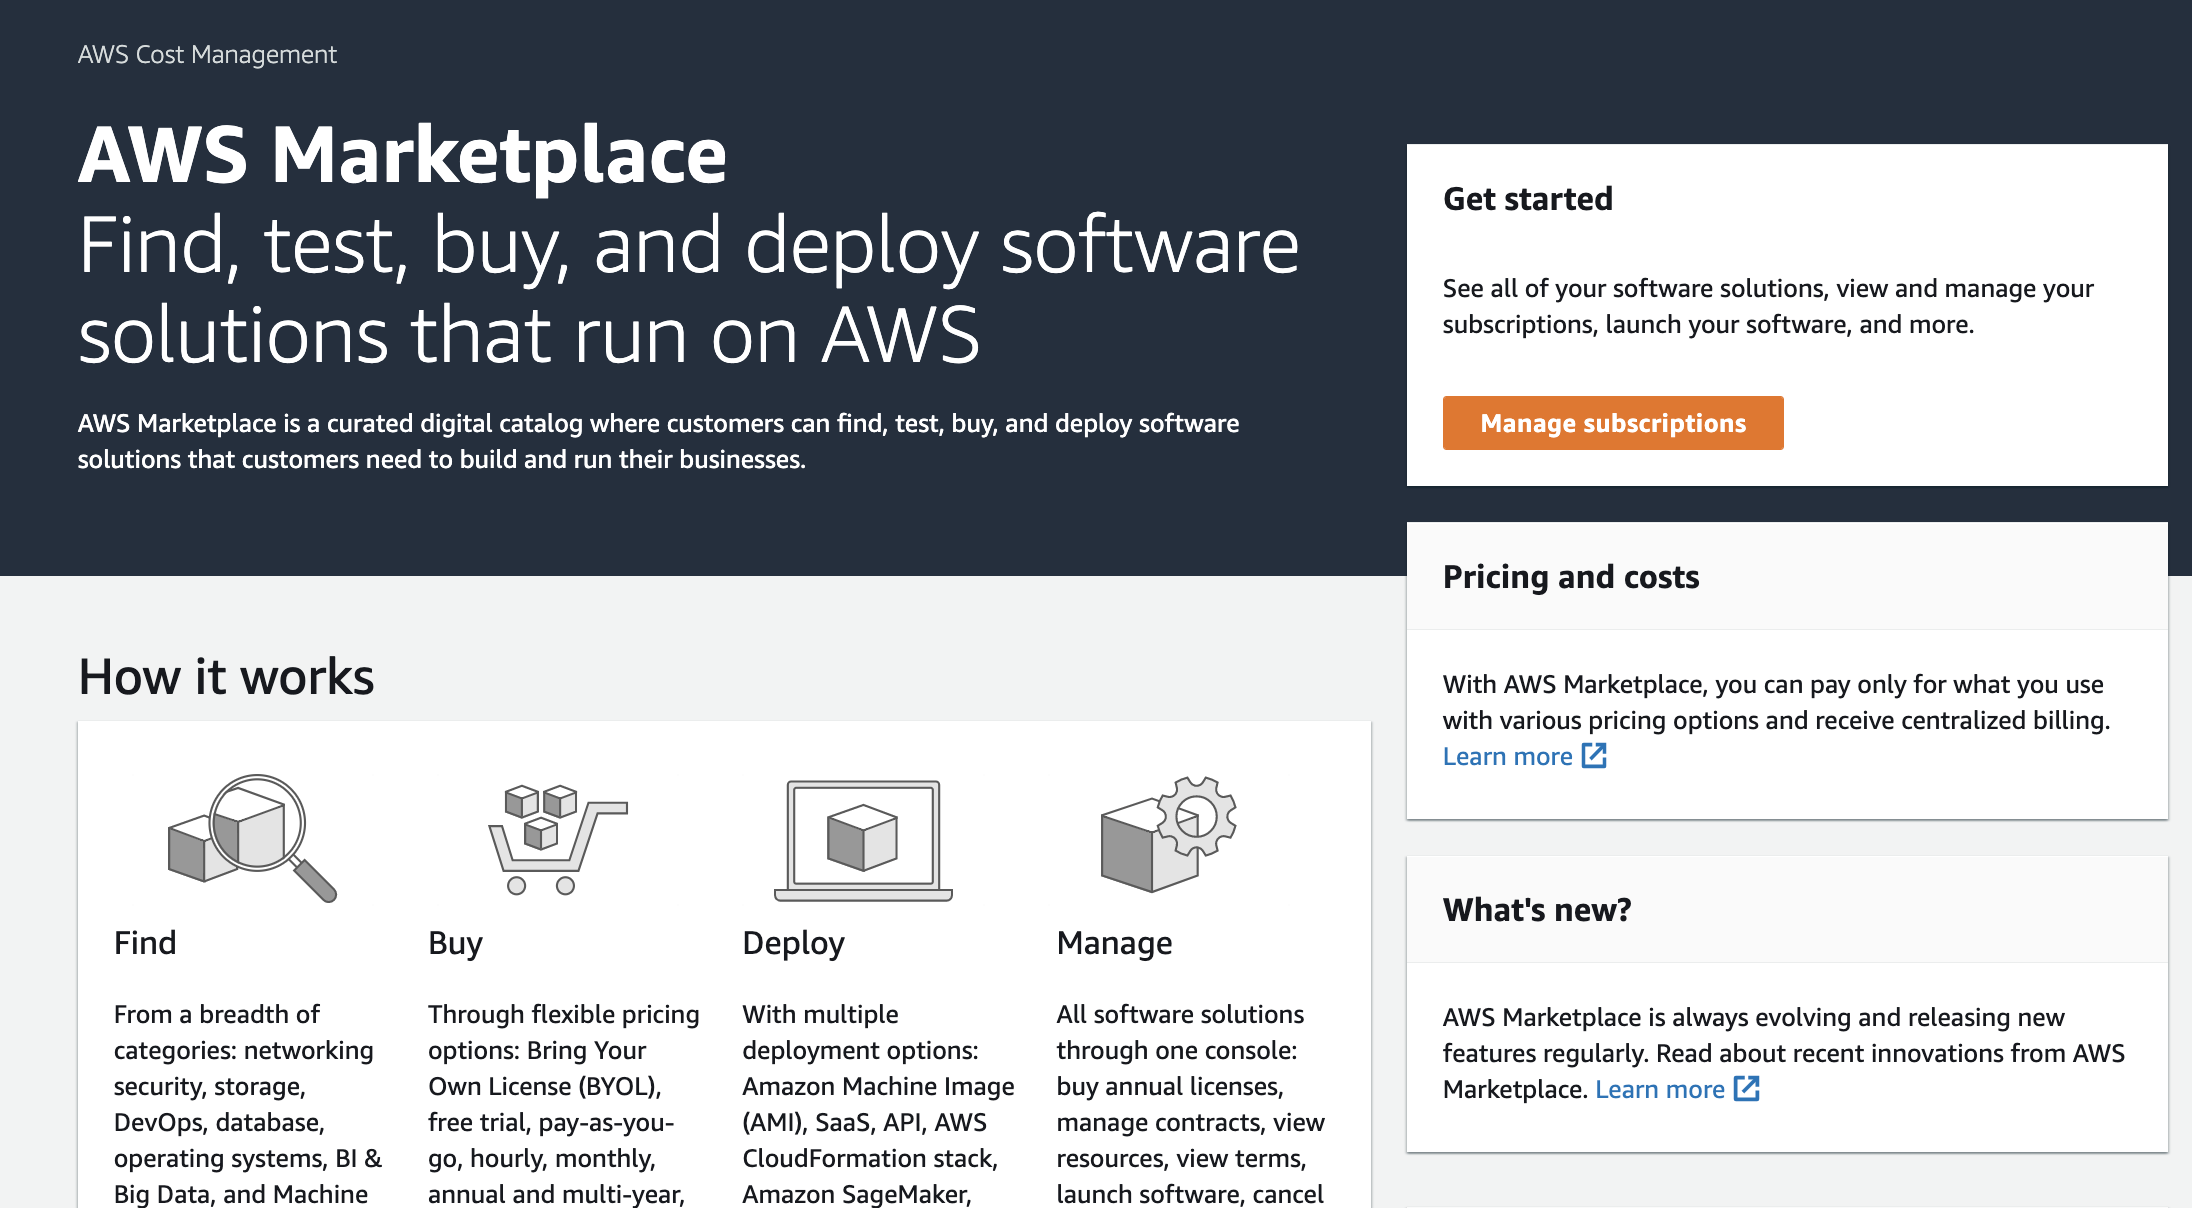 AWS Cost Management
AWS Marketplace
Find, test, buy, and deploy software
solutions that run on AWS
AWS Marketplace is a curated digital catalog where customers can find, test, buy, and deploy software
solutions that customers need to build and run their businesses.
Get started
See all of your software solutions, view and manage your
subscriptions, launch your software, and more.
Manage subscriptions
Pricing and costs
With AWS Marketplace, you can pay only for what you use
with various pricing options and receive centralized billing.
Learn more
What's new?
AWS Marketplace is always evolving and releasing new
features regularly. Read about recent innovations from AWS
Marketplace. Learn more
How it works
Find
From a breadth of
categories: networking
security, storage,
DevOps, database,
operating systems, BI &
Big Data, and Machine
Buy
Through flexible pricing
options: Bring Your
Own License (BYOL),
free trial, pay-as-you-
go, hourly, monthly,
annual and multi-year,
Deploy
With multiple
deployment options:
Amazon Machine Image
(AMI), SaaS, API, AWS
CloudFormation stack,
Amazon SageMaker,
Manage
All software solutions
through one console:
buy annual licenses,
manage contracts, view
resources, view terms,
launch software, cancel